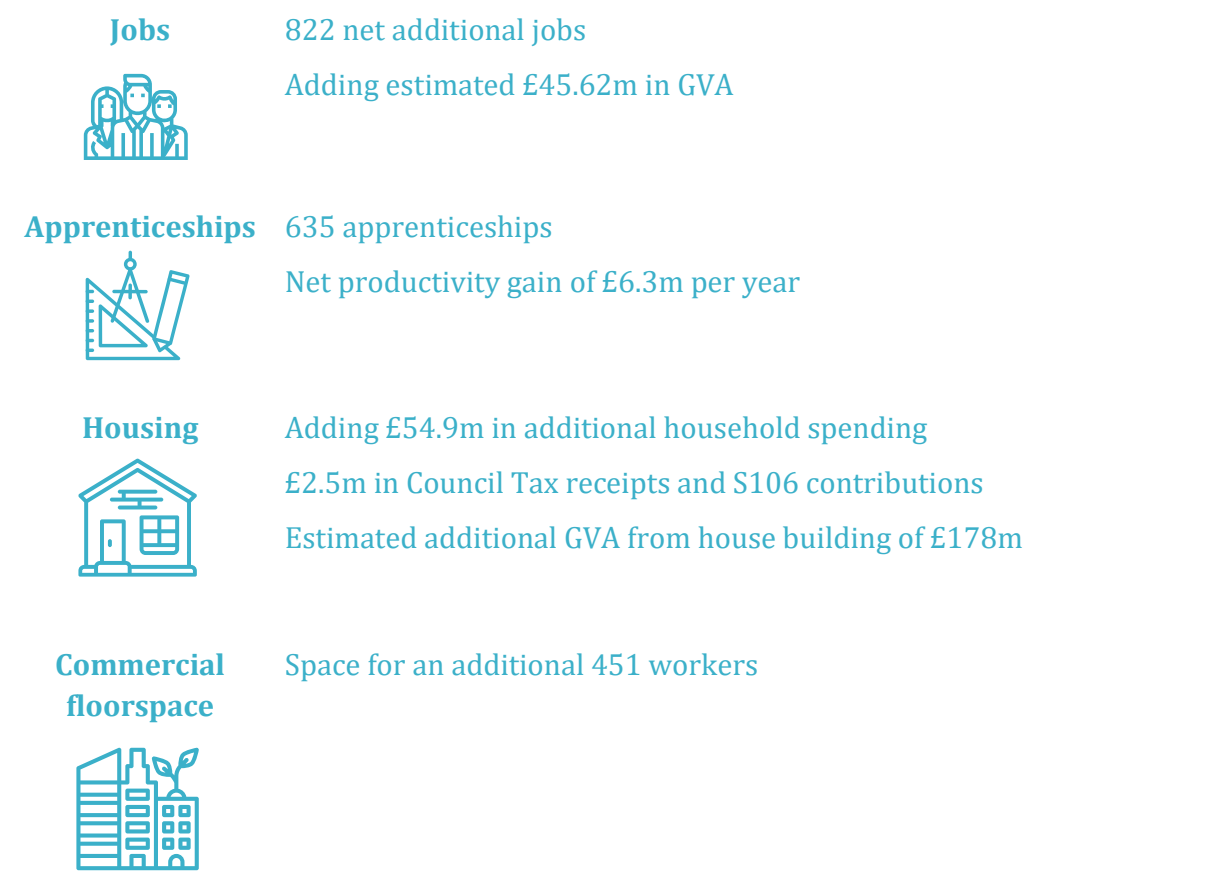 Jobs
822 net additional jobs
Adding estimated £45.62m in GVA
Apprenticeships
635 apprenticeships
Net productivity gain of £6.3m per year
Housing
Adding £54.9m in additional household spending
£2.5m in Council Tax receipts and S106 contributions
Estimated additional GVA from house building of £178m
Commercial
floorspace
Space for an additional 451 workers